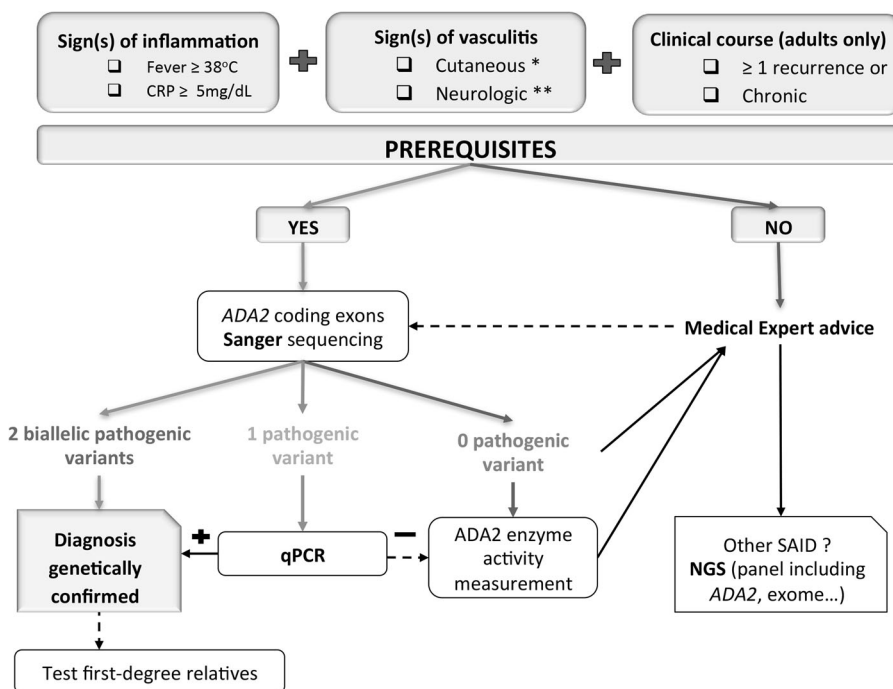 Sign(s) of inflammation
❑ Fever ≥ 38°C
❑ CRP ≥ 5mg/dL
+
Sign(s) of vasculitis
❑ Cutaneous *
❑ Neurologic **
+
Clinical course (adults only)
❑ ≥ 1 recurrence or
❑ Chronic
PREREQUISITES
YES
NO
ADA2 coding exons
Sanger sequencing
Medical Expert advice
2 biallelic pathogenic
variants
1 pathogenic
variant
0 pathogenic
variant
Diagnosis
genetically
confirmed
+
qPCR
−
ADA2 enzyme
activity
measurement
Other SAID ?
NGS (panel including
ADA2, exome...)
Test first-degree relatives